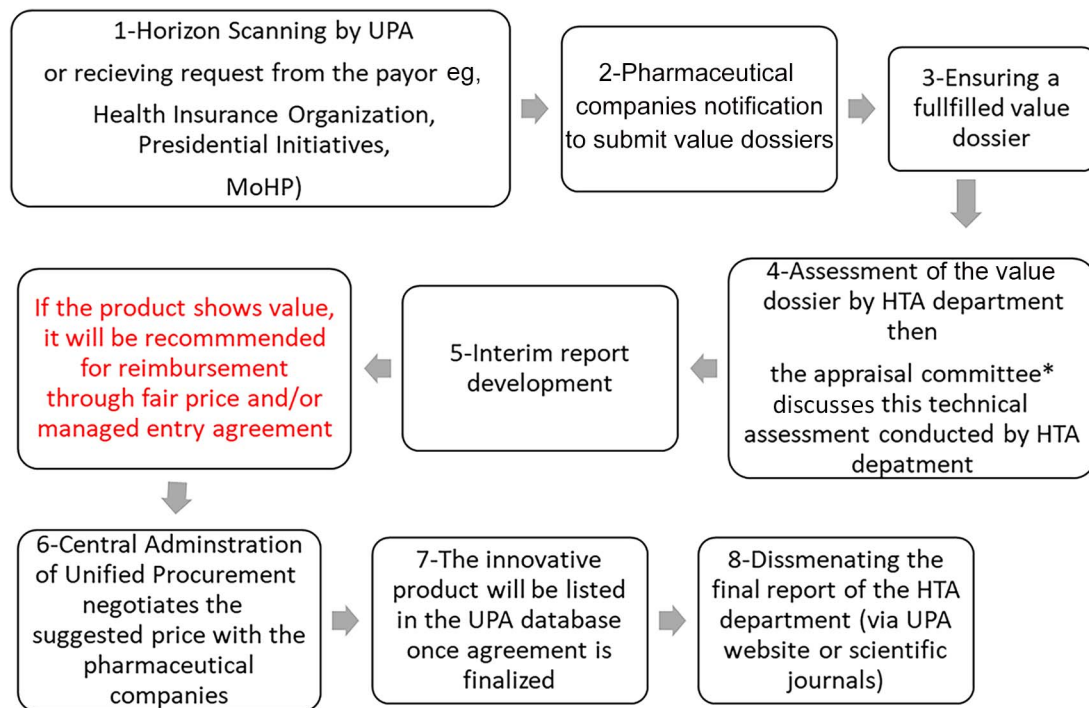 1-Horizon Scanning by UPA
or recieving request from the payor eg,
Health Insurance Organization,
Presidential Initiatives,
MoHP)
2-Pharmaceutical
companies notification
to submit value dossiers
3-Ensuring a
fullfilled value
dossier
4-Assessment of the value
dossier by HTA department
then
the appraisal committee*
discusses this technical
assessment conducted by HTA
depatment
5-Interim report
development
If the product shows value,
it will be recommmended
for reimbursement
through fair price and/or
managed entry agreement
6-Central Adminstration
of Unified Procurement
negotiates the
suggested price with the
pharmaceutical
companies
7-The innovative
product will be listed
in the UPA database
once agreement is
finalized
8-Dissmenating the
final report of the HTA
department (via UPA
website or scientific
journals)